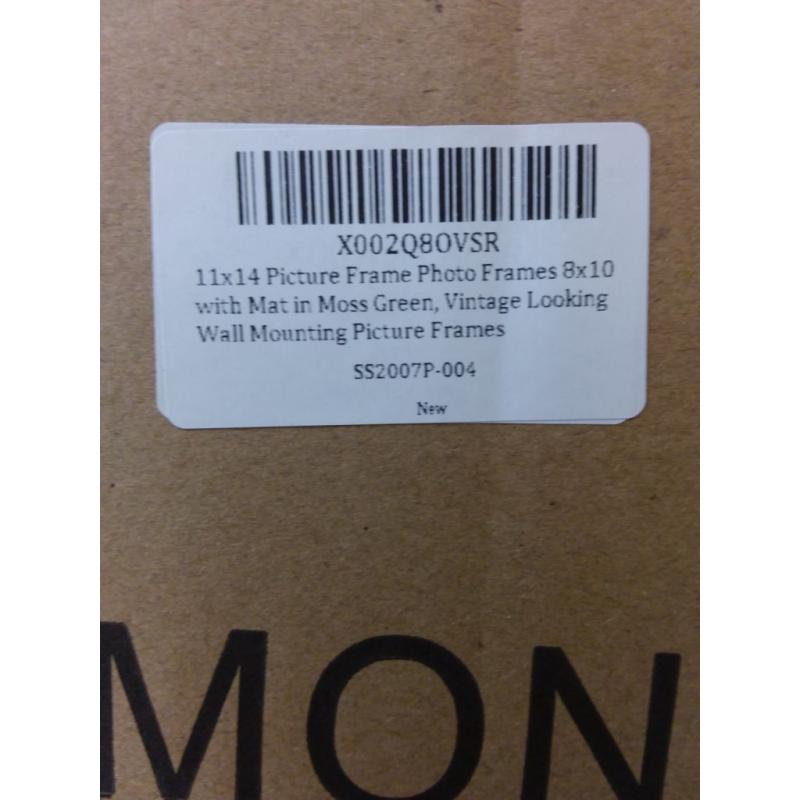 X002Q8OVSR
11x14 Picture Frame Photo Frames 8x10
with Mat in Moss Green, Vintage Looking
Wall Mounting Picture Frames
SS2007P-004
New
MON